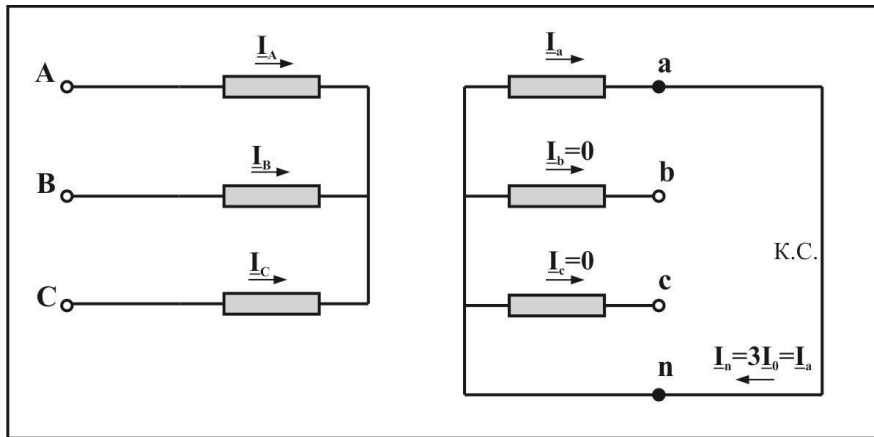 I_A
I_a
A
a
I_B
I_b=0
B
b
К.С.
I_C
I_c=0
C
c
n
I_n=3I_0=I_a